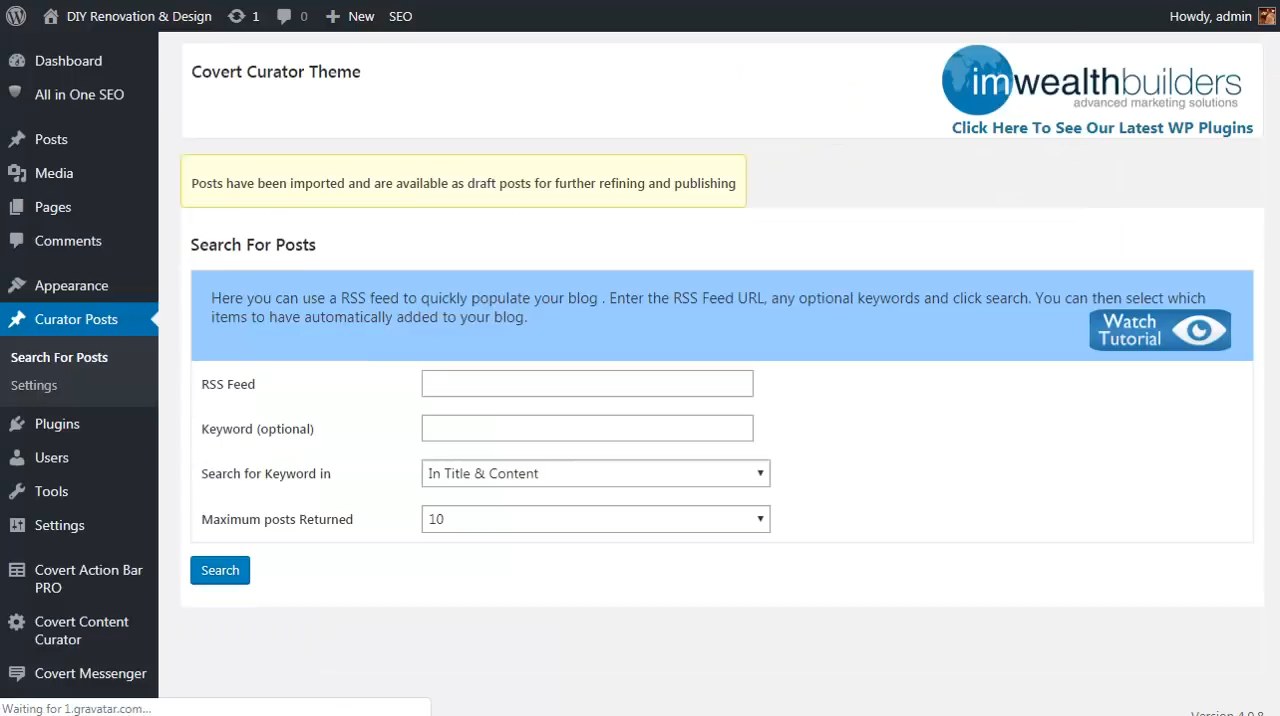 DIY Renovation & Design 1 0 New SEO Howdy, admin
Dashboard
All in One SEO
Posts
Media
Pages
Comments
Appearance
Curator Posts
Search For Posts
Settings
Plugins
Users
Tools
Settings
Covert Action Bar
PRO
Covert Content
Curator
Covert Messenger
Covert Curator Theme
imwealthbuilders
advanced marketing solutions
Click Here To See Our Latest WP Plugins
Posts have been imported and are available as draft posts for further refining and publishing
Search For Posts
Here you can use a RSS feed to quickly populate your blog . Enter the RSS Feed URL, any optional keywords and click search. You can then select which
items to have automatically added to your blog.
Watch
Tutorial
RSS Feed
Keyword (optional)
Search for Keyword in In Title & Content
Maximum posts Returned 10
Search
Waiting for 1.gravatar.com...
Version 4.9.8